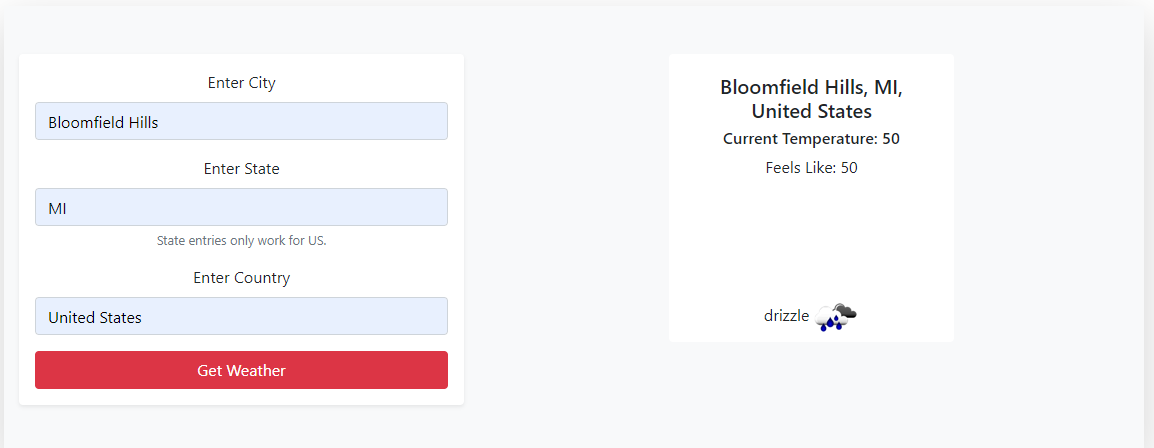 Enter City
Bloomfield Hills
Enter State
MI
State entries only work for US.
Enter Country
United States
Get Weather
Bloomfield Hills, MI,
United States
Current Temperature: 50
Feels Like: 50
drizzle